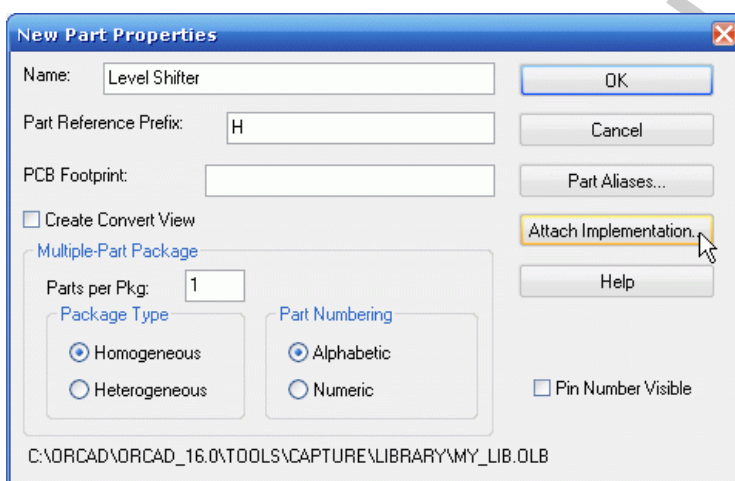 New Part Properties
Name: Level Shifter
OK
Part Reference Prefix: H
Cancel
PCB Footprint:
Part Aliases...
Create Convert View
Attach Implementation...
Multiple-Part Package
Parts per Pkg: 1
Help
Package Type
Part Numbering
Homogeneous
Alphabetic
Heterogeneous
Numeric
Pin Number Visible
C:\ORCAD\ORCAD_16.0\TOOLS\CAPTURE\LIBRARY\MY_LIB.OLB